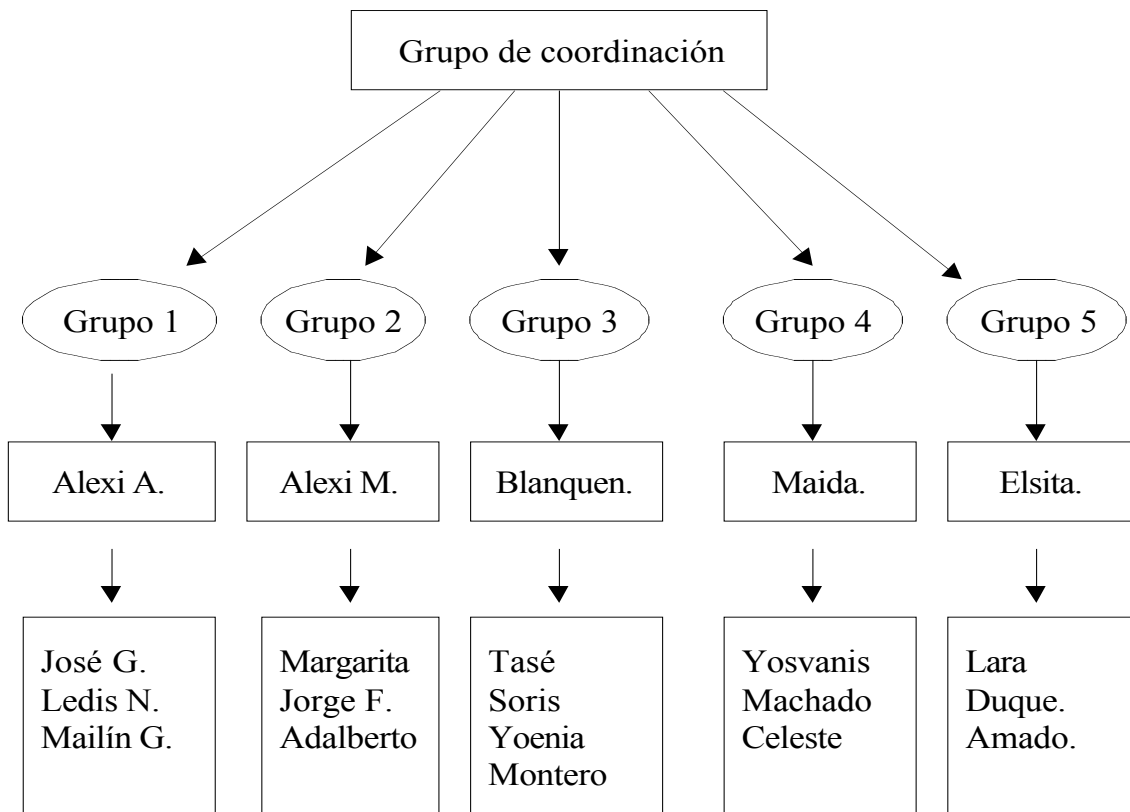 Grupo de coordinación
Grupo 1
Grupo 2
Grupo 3
Grupo 4
Grupo 5
Alexi A.
Alexi M.
Blanquen.
Maida.
Elsita.
José G.
Ledis N.
Mailín G.
Margarita
Jorge F.
Adalberto
Tasé
Soris
Yoenia
Montero
Yosvanis
Machado
Celeste
Lara
Duque.
Amado.